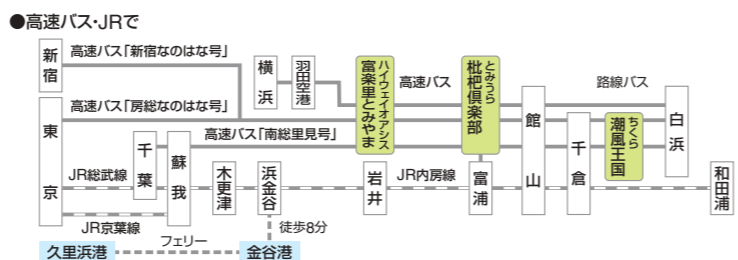 ●高速バス・JRで
新宿
高速バス「新宿なのはな号」
横浜
羽田空港
ハイウェイオアシス
富楽里とみやま
高速バス
とみうら
枇杷倶楽部
路線バス
東京
高速バス「房総なのはな号」
館山
白浜
高速バス「南総里見号」
千葉
蘇我
千倉
ちくら
潮風王国
JR総武線
木更津
浜金谷
岩井
JR内房線
富浦
和田浦
JR京葉線
徒歩8分
フェリー
久里浜港
金谷港